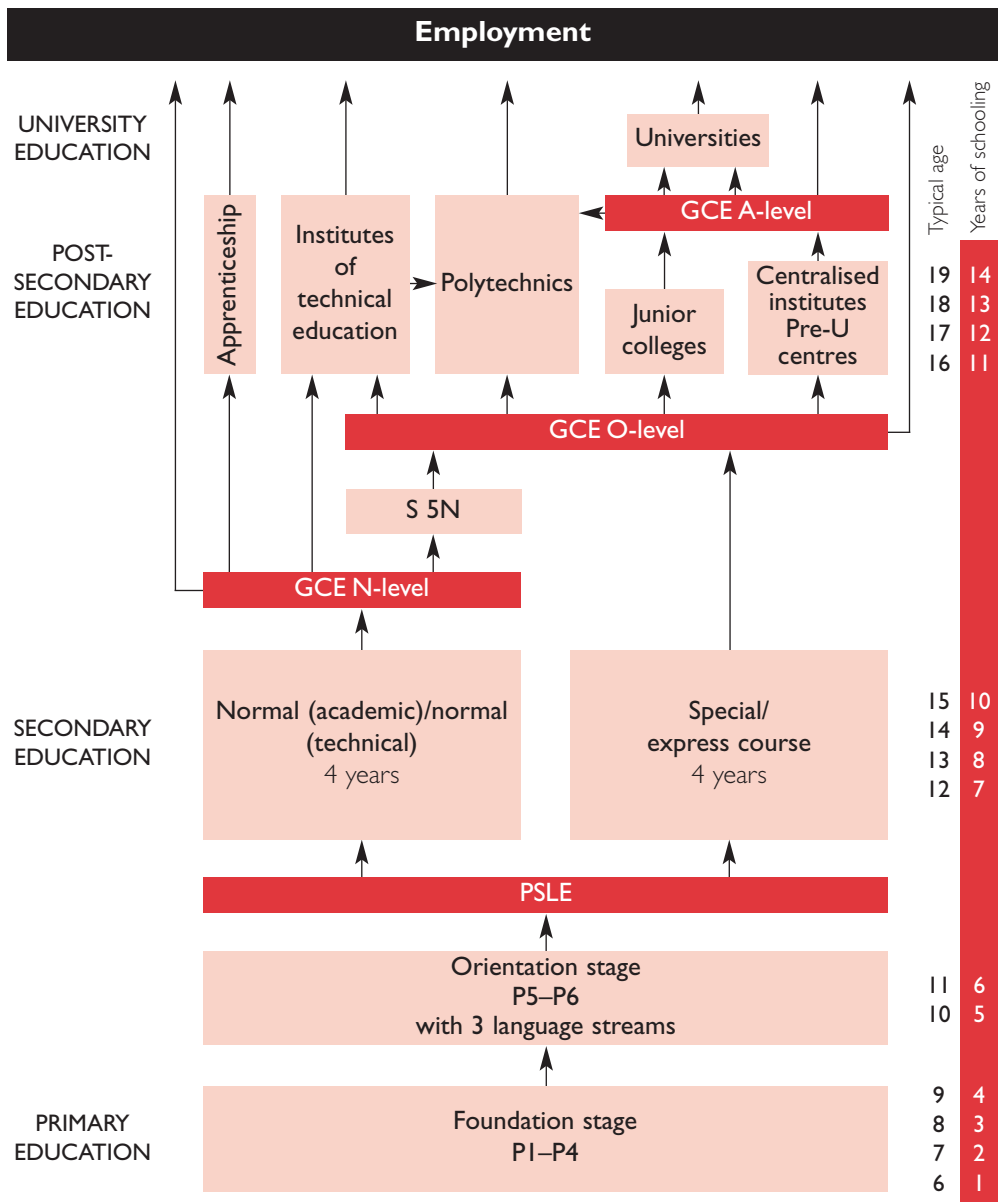 Employment
UNIVERSITY
EDUCATION
Universities
Typical age
Years of schooling
GCE A-level
POST-
SECONDARY
EDUCATION
Apprenticeship
Institutes
of
technical
education
Polytechnics
Junior
colleges
Centralised
institutes
Pre-U
centres
19 14
18 13
17 12
16 11
GCE O-level
S 5N
GCE N-level
SECONDARY
EDUCATION
Normal (academic)/normal
(technical)
4 years
Special/
express course
4 years
15 10
14 9
13 8
12 7
PSLE
Orientation stage
P5–P6
with 3 language streams
11 6
10 5
PRIMARY
EDUCATION
Foundation stage
P1–P4
9 4
8 3
7 2
6 1